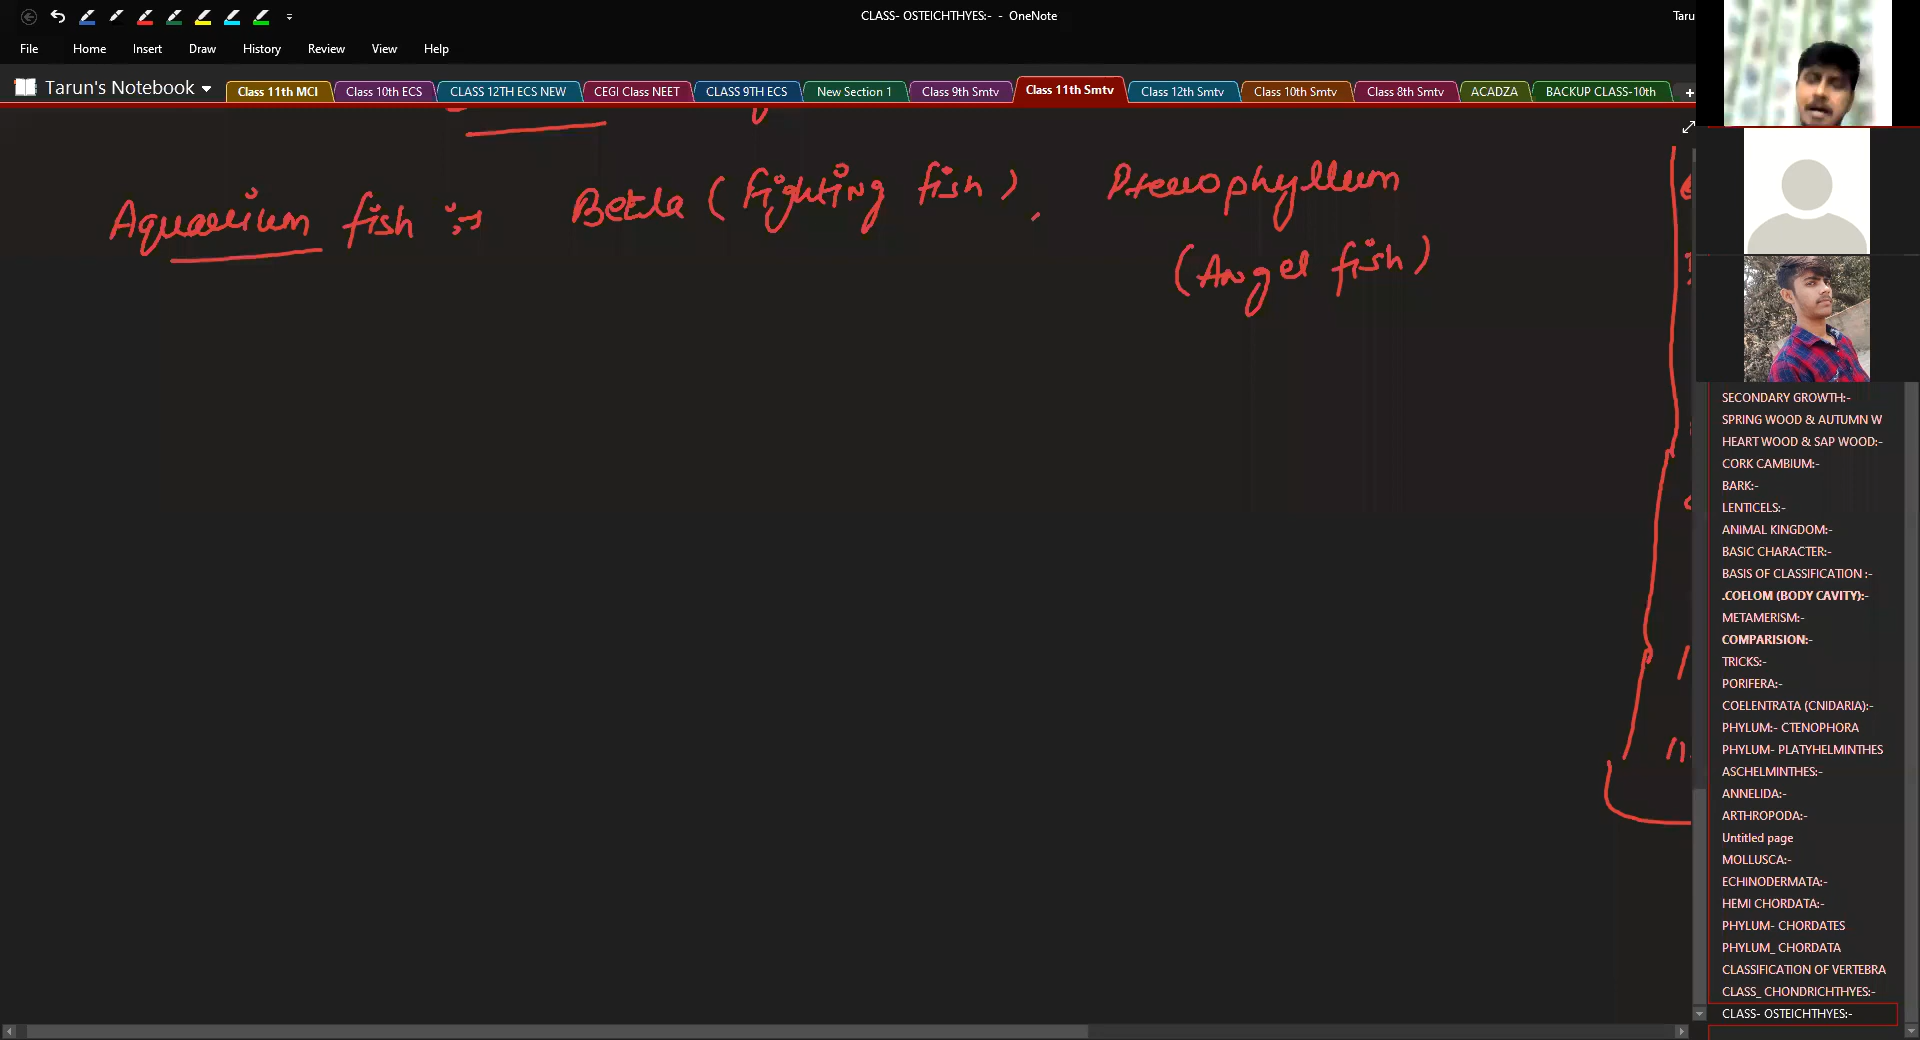 CLASS- OSTEICHTHYES:- - OneNote
Taru
File Home Insert Draw History Review View Help
Tarun's Notebook Class 11th MCI Class 10th ECS CLASS 12TH ECS NEW CEGI Class NEET CLASS 9TH ECS New Section 1 Class 9th Smtv Class 11th Smtv Class 12th Smtv Class 10th Smtv Class 8th Smtv ACADZA BACKUP CLASS-10th +
Aquarium fish :→ Betla (Fighting fish), Pterophyllum
(Angel fish)
SECONDARY GROWTH:-
SPRING WOOD & AUTUMN W
HEART WOOD & SAP WOOD:-
CORK CAMBIUM:-
BARK:-
LENTICELS:-
ANIMAL KINGDOM:-
BASIC CHARACTER:-
BASIS OF CLASSIFICATION :-
.COELOM (BODY CAVITY):-
METAMERISM:-
COMPARISION:-
TRICKS:-
PORIFERA:-
COELENTRATA (CNIDARIA):-
PHYLUM:- CTENOPHORA
PHYLUM- PLATYHELMINTHES
ASCHELMINTHES:-
ANNELIDA:-
ARTHROPODA:-
Untitled page
MOLLUSCA:-
ECHINODERMATA:-
HEMI CHORDATA:-
PHYLUM- CHORDATES
PHYLUM_ CHORDATA
CLASSIFICATION OF VERTEBRA
CLASS_ CHONDRICHTHYES:-
CLASS- OSTEICHTHYES:-